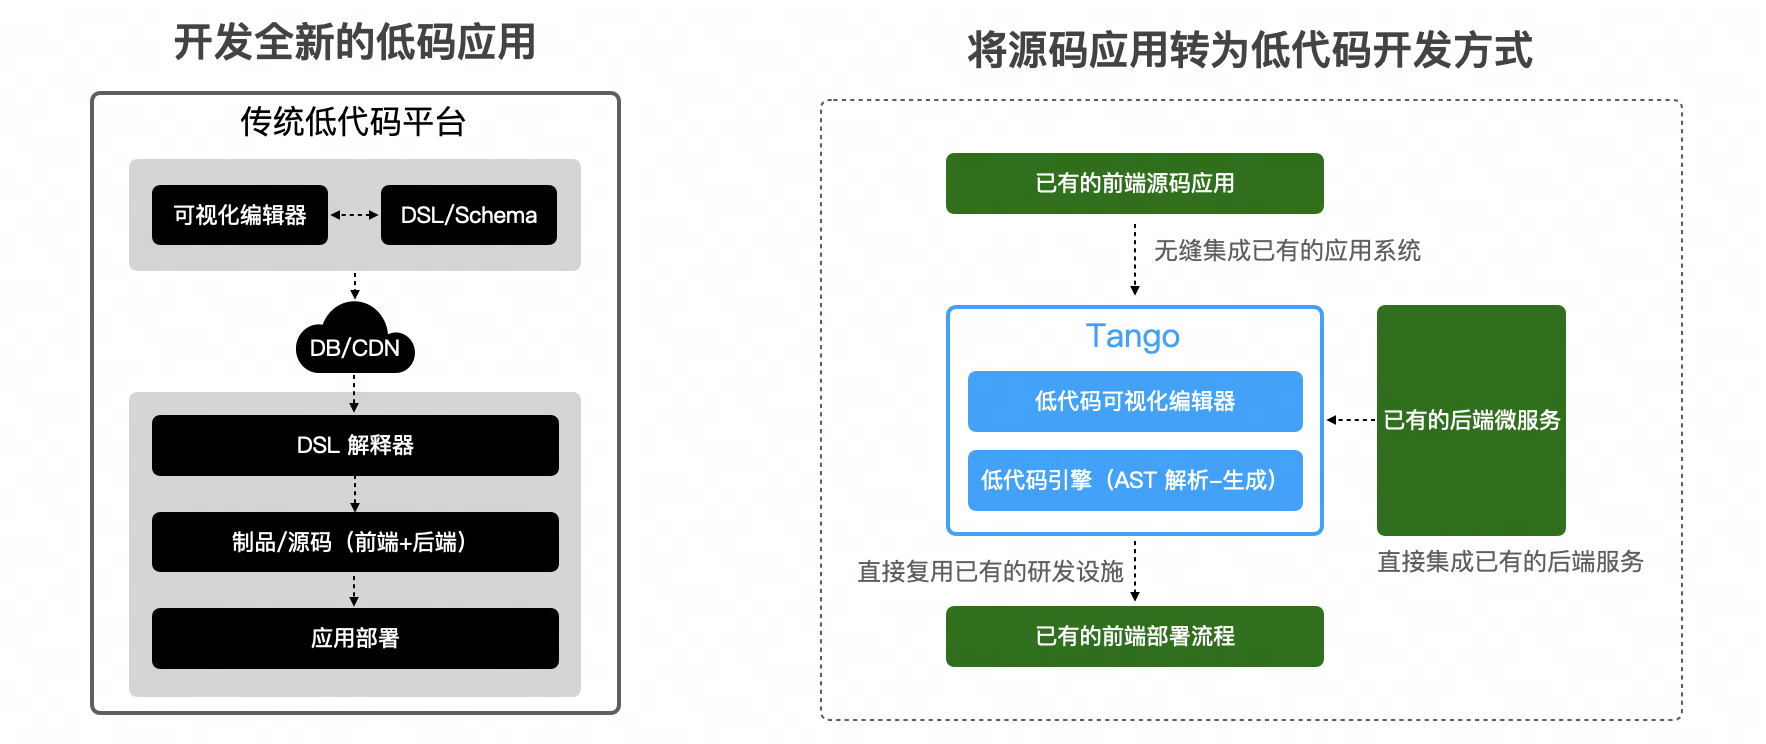 开发全新的低码应用
传统低代码平台
可视化编辑器
DSL/Schema
DB/CDN
DSL 解释器
制品/源码（前端+后端）
应用部署
将源码应用转为低代码开发方式
已有的前端源码应用
无缝集成已有的应用系统
Tango
低代码可视化编辑器
低代码引擎（AST 解析-生成）
已有的后端微服务
直接集成已有的后端服务
直接复用已有的研发设施
已有的前端部署流程